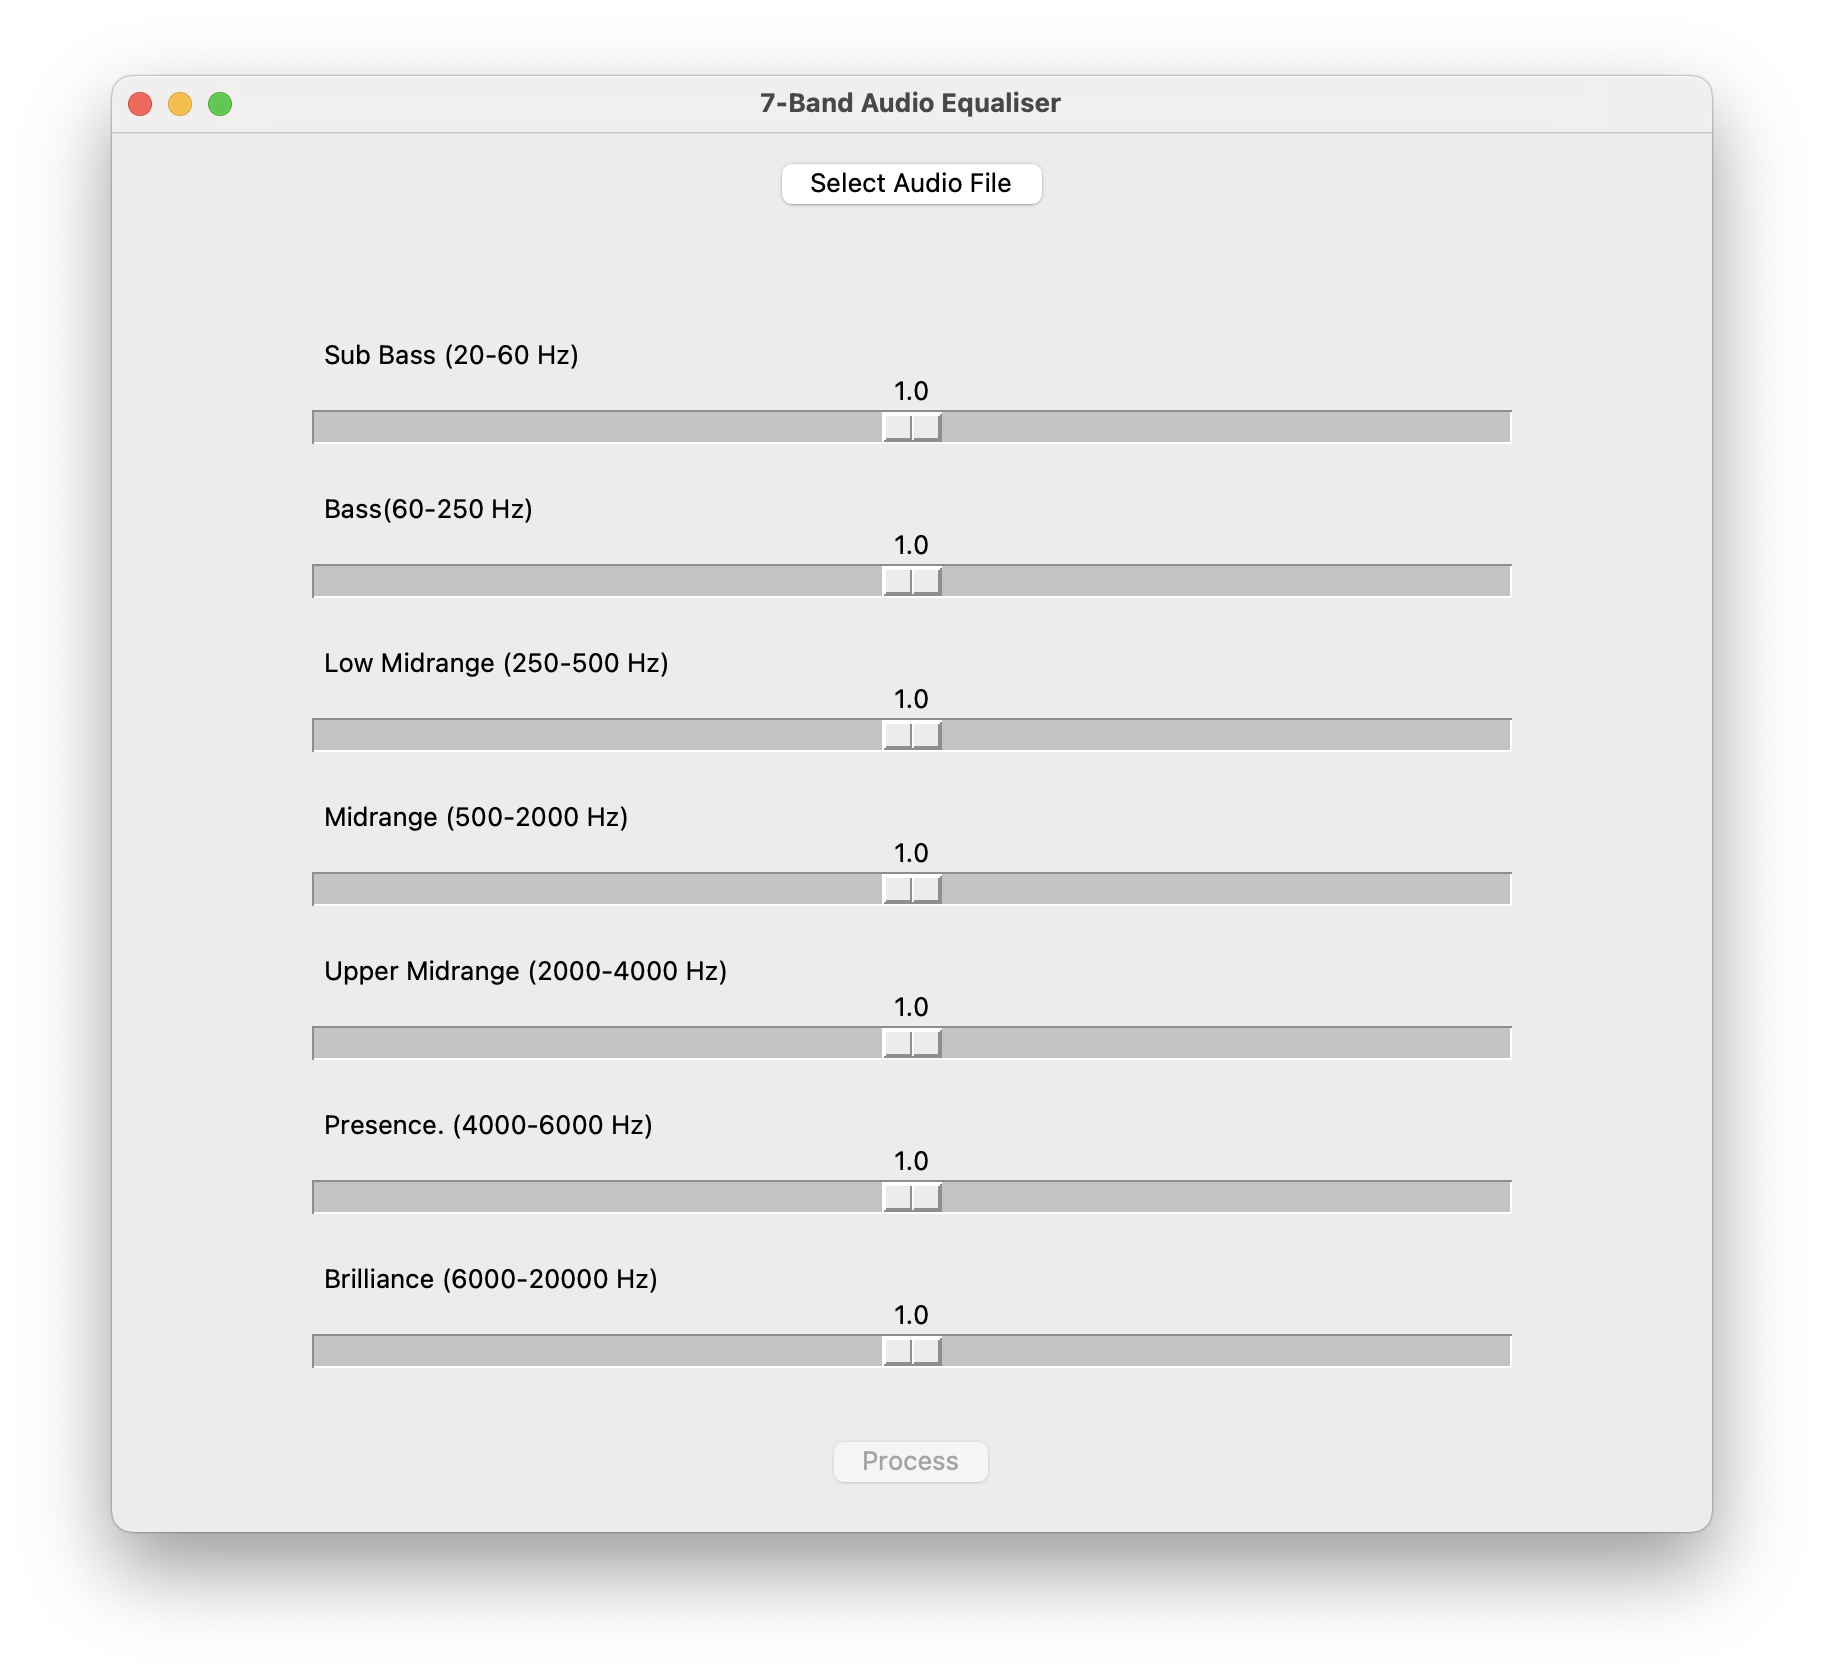 7-Band Audio Equaliser
Select Audio File
Sub Bass (20-60 Hz)
1.0
Bass(60-250 Hz)
1.0
Low Midrange (250-500 Hz)
1.0
Midrange (500-2000 Hz)
1.0
Upper Midrange (2000-4000 Hz)
1.0
Presence. (4000-6000 Hz)
1.0
Brilliance (6000-20000 Hz)
1.0
Process